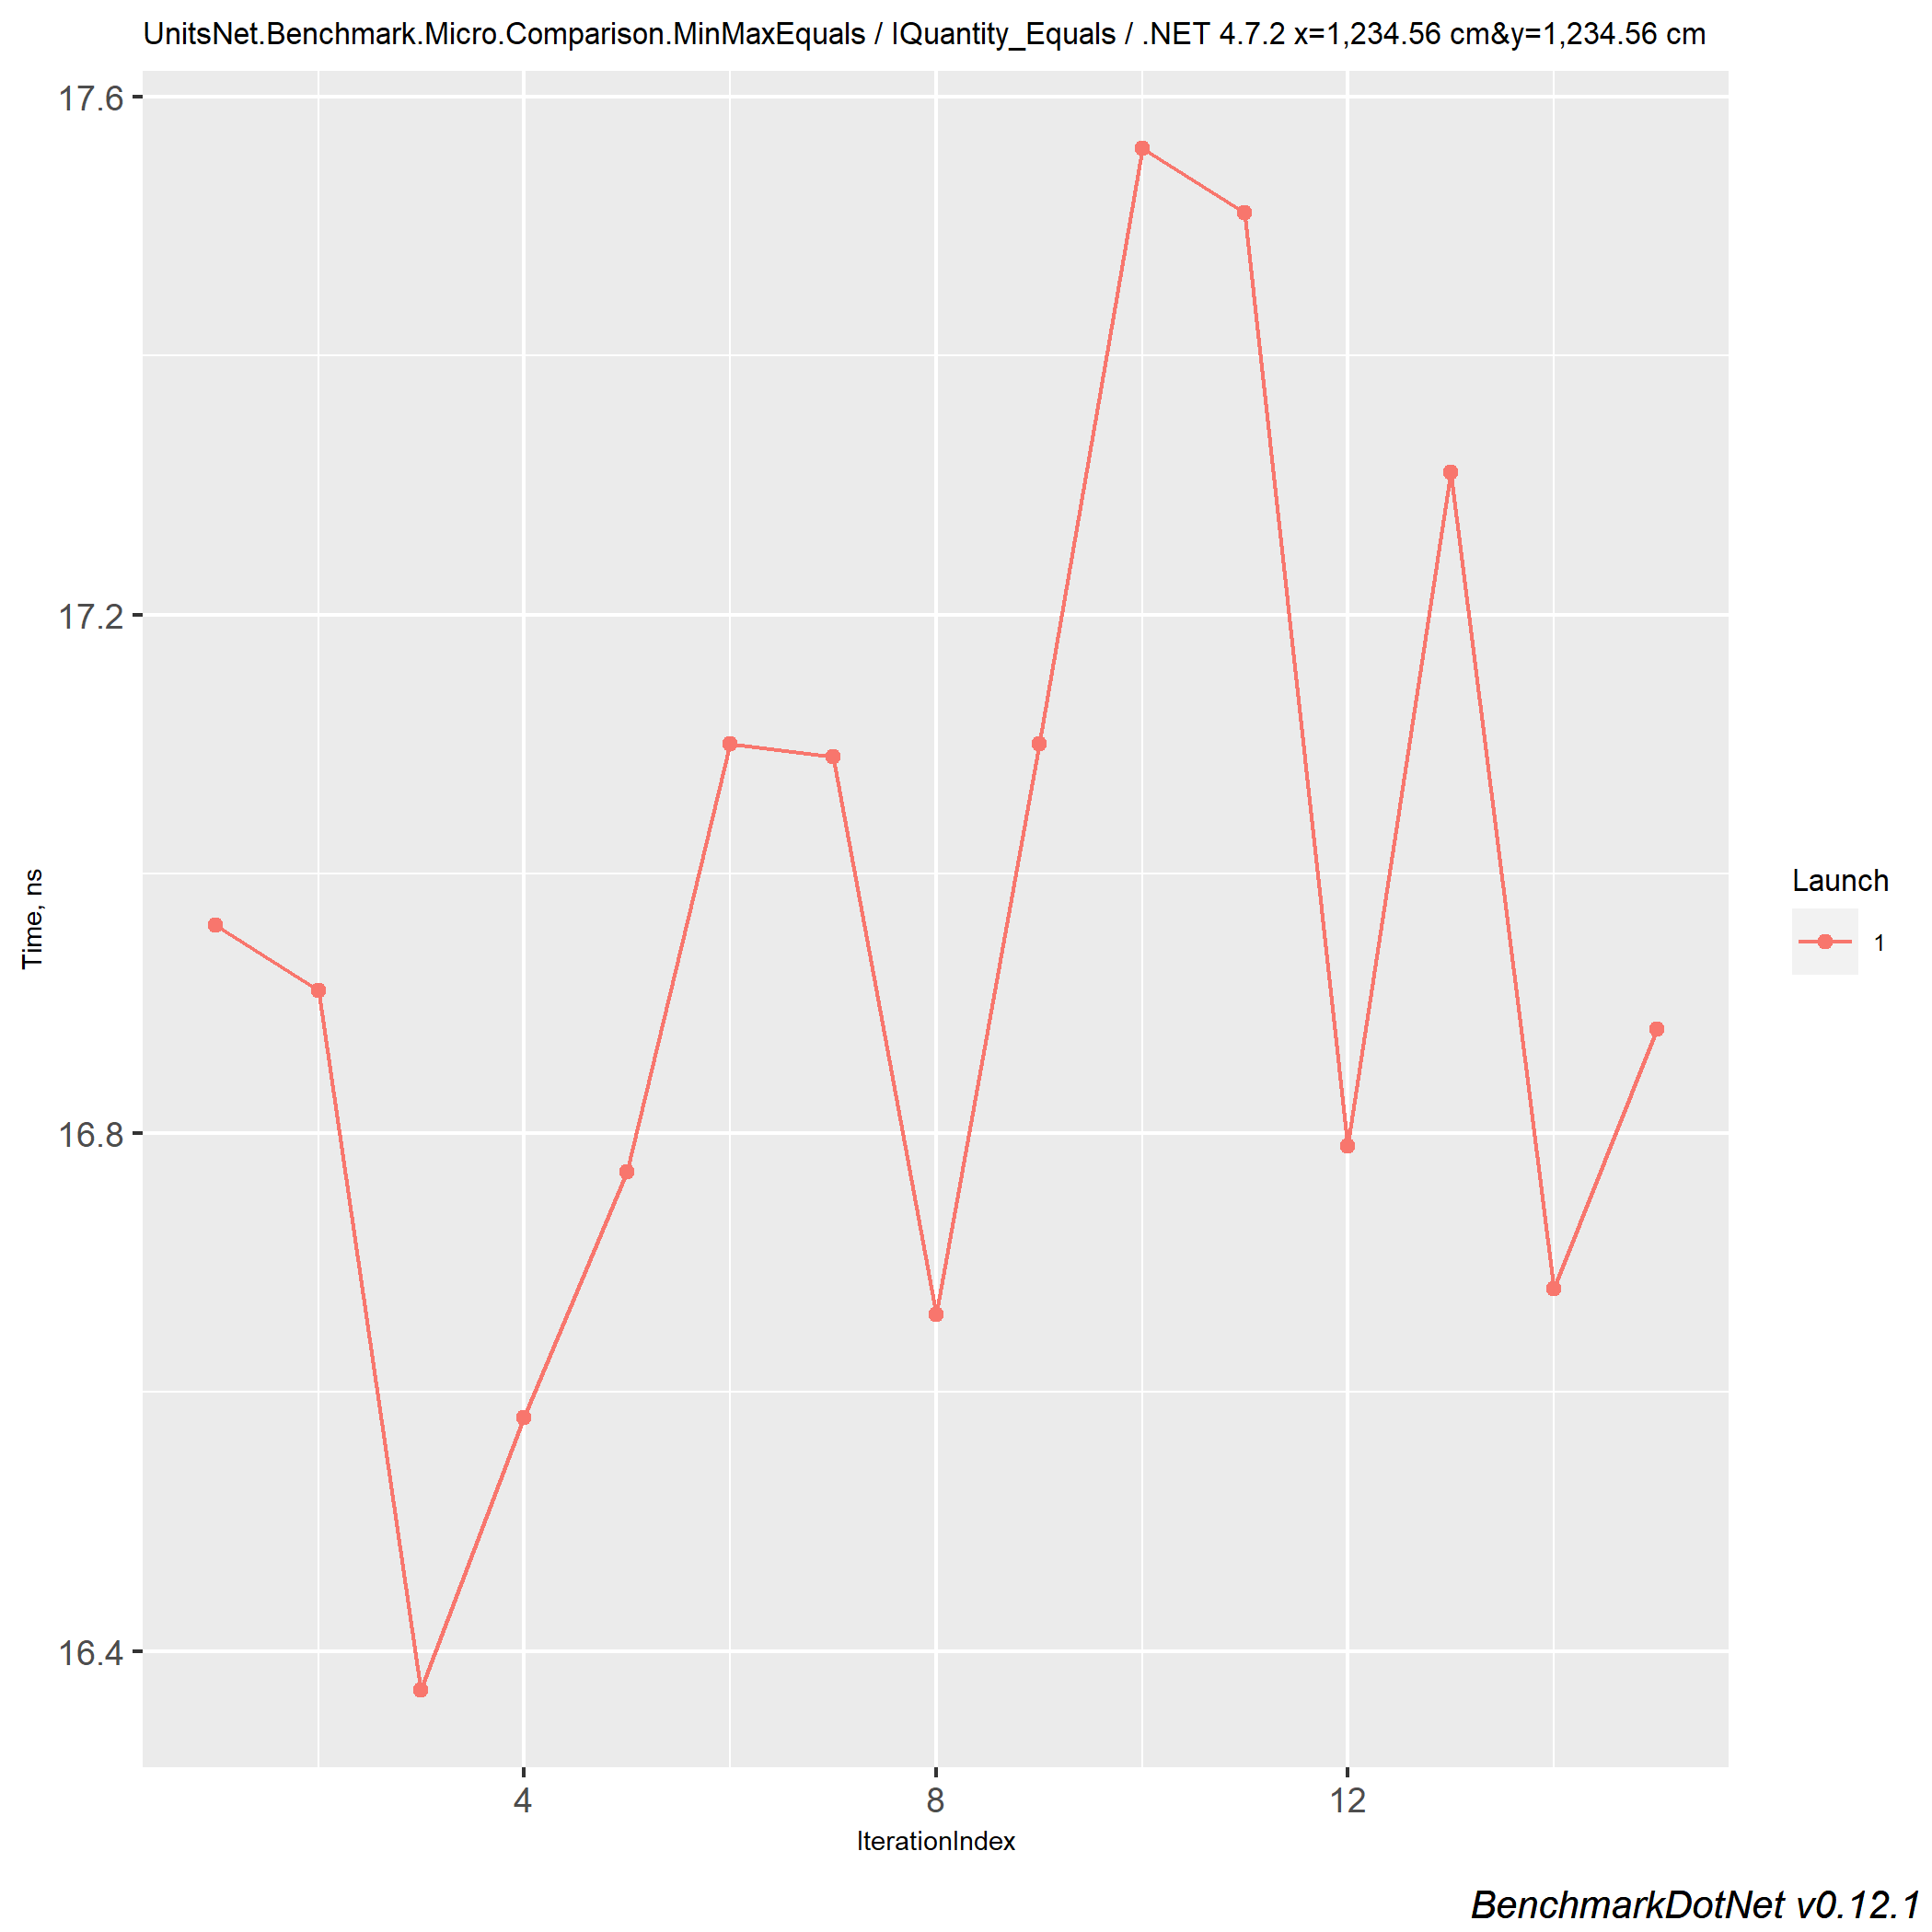 UnitsNet.Benchmark.Micro.Comparison.MinMaxEquals / IQuantity_Equals / .NET 4.7.2 x=1,234.56 cm&y=1,234.56 cm
17.6
17.2
16.8
16.4
Time, ns
4 8 12
IterationIndex
Launch
1
BenchmarkDotNet v0.12.1